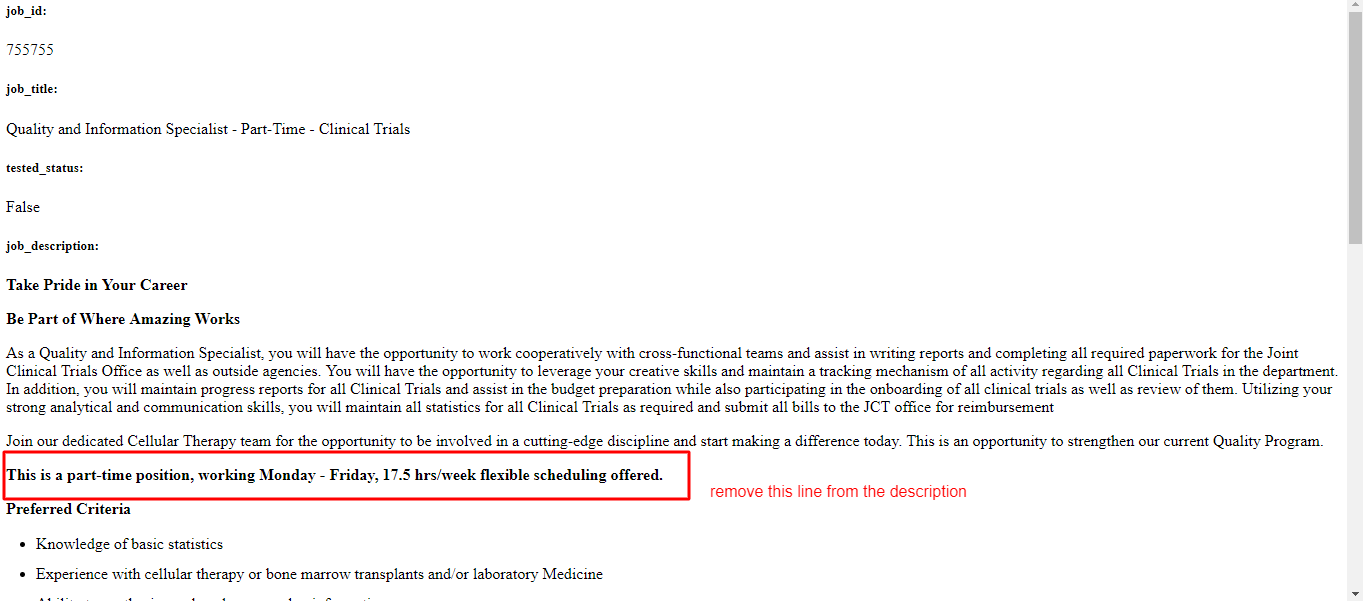 job_id:
755755
job_title:
Quality and Information Specialist - Part-Time - Clinical Trials
tested_status:
False
job_description:
Take Pride in Your Career
Be Part of Where Amazing Works
As a Quality and Information Specialist, you will have the opportunity to work cooperatively with cross-functional teams and assist in writing reports and completing all required paperwork for the Joint
Clinical Trials Office as well as outside agencies. You will have the opportunity to leverage your creative skills and maintain a tracking mechanism of all activity regarding all Clinical Trials in the department.
In addition, you will maintain progress reports for all Clinical Trials and assist in the budget preparation while also participating in the onboarding of all clinical trials as well as review of them. Utilizing your
strong analytical and communication skills, you will maintain all statistics for all Clinical Trials as required and submit all bills to the JCT office for reimbursement
Join our dedicated Cellular Therapy team for the opportunity to be involved in a cutting-edge discipline and start making a difference today. This is an opportunity to strengthen our current Quality Program.
This is a part-time position, working Monday - Friday, 17.5 hrs/week flexible scheduling offered.
remove this line from the description
Preferred Criteria
• Knowledge of basic statistics
• Experience with cellular therapy or bone marrow transplants and/or laboratory Medicine